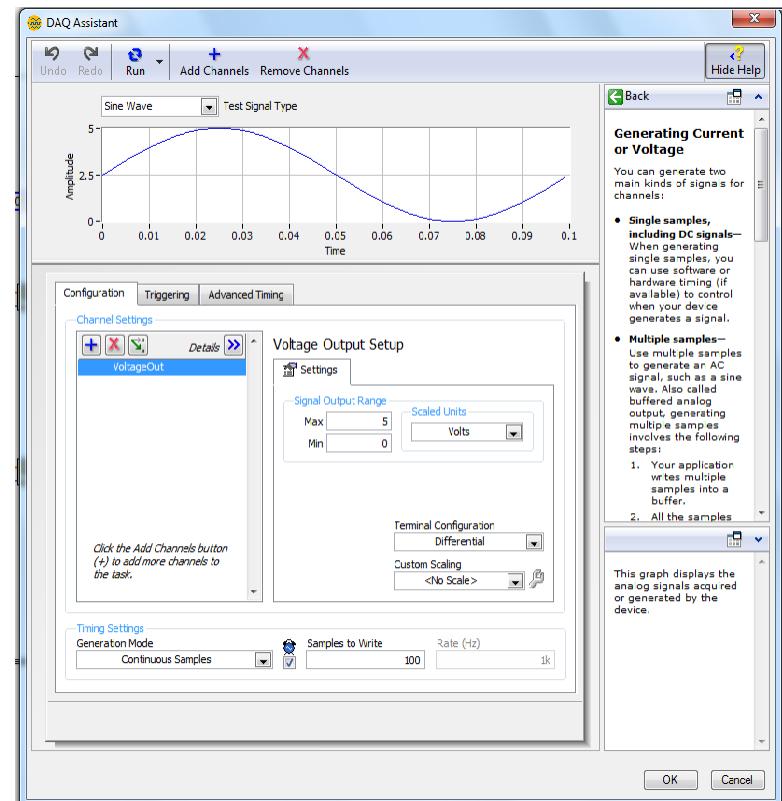 DAQ Assistant
Undo Redo Run Add Channels Remove Channels Hide Help
Sine Wave Test Signal Type
Amplitude
5
2.5
0
0 0.01 0.02 0.03 0.04 0.05 0.06 0.07 0.08 0.09 0.1
Time
Configuration Triggering Advanced Timing
Channel Settings
Details
VoltageOut
Click the Add Channels button
(+) to add more channels to
the task.
Voltage Output Setup
Settings
Signal Output Range
Max 5
Min 0
Scaled Units
Volts
Terminal Configuration
Differential
Custom Scaling
<No Scale>
Timing Settings
Generation Mode Samples to Write Rate (Hz)
Continuous Samples 100 1k
Back
Generating Current
or Voltage
You can generate two
main kinds of signals for
channels:
• Single samples,
including DC signals—
When generating
single samples, you
can use software or
hardware timing (if
available) to control
when your device
generates a signal.
• Multiple samples—
Use multiple samples
to generate an AC
signal, such as a sine
wave. Also called
buffered analog
output, generating
multiple samples
involves the following
steps:
1. Your application
writes multiple
samples into a
buffer.
2. All the samples
This graph displays the
analog signals acquired
or generated by the
device.
OK Cancel